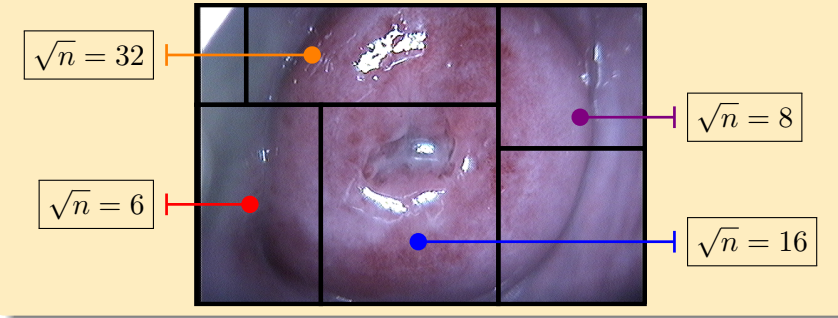 √n = 32
√n = 8
√n = 6
√n = 16